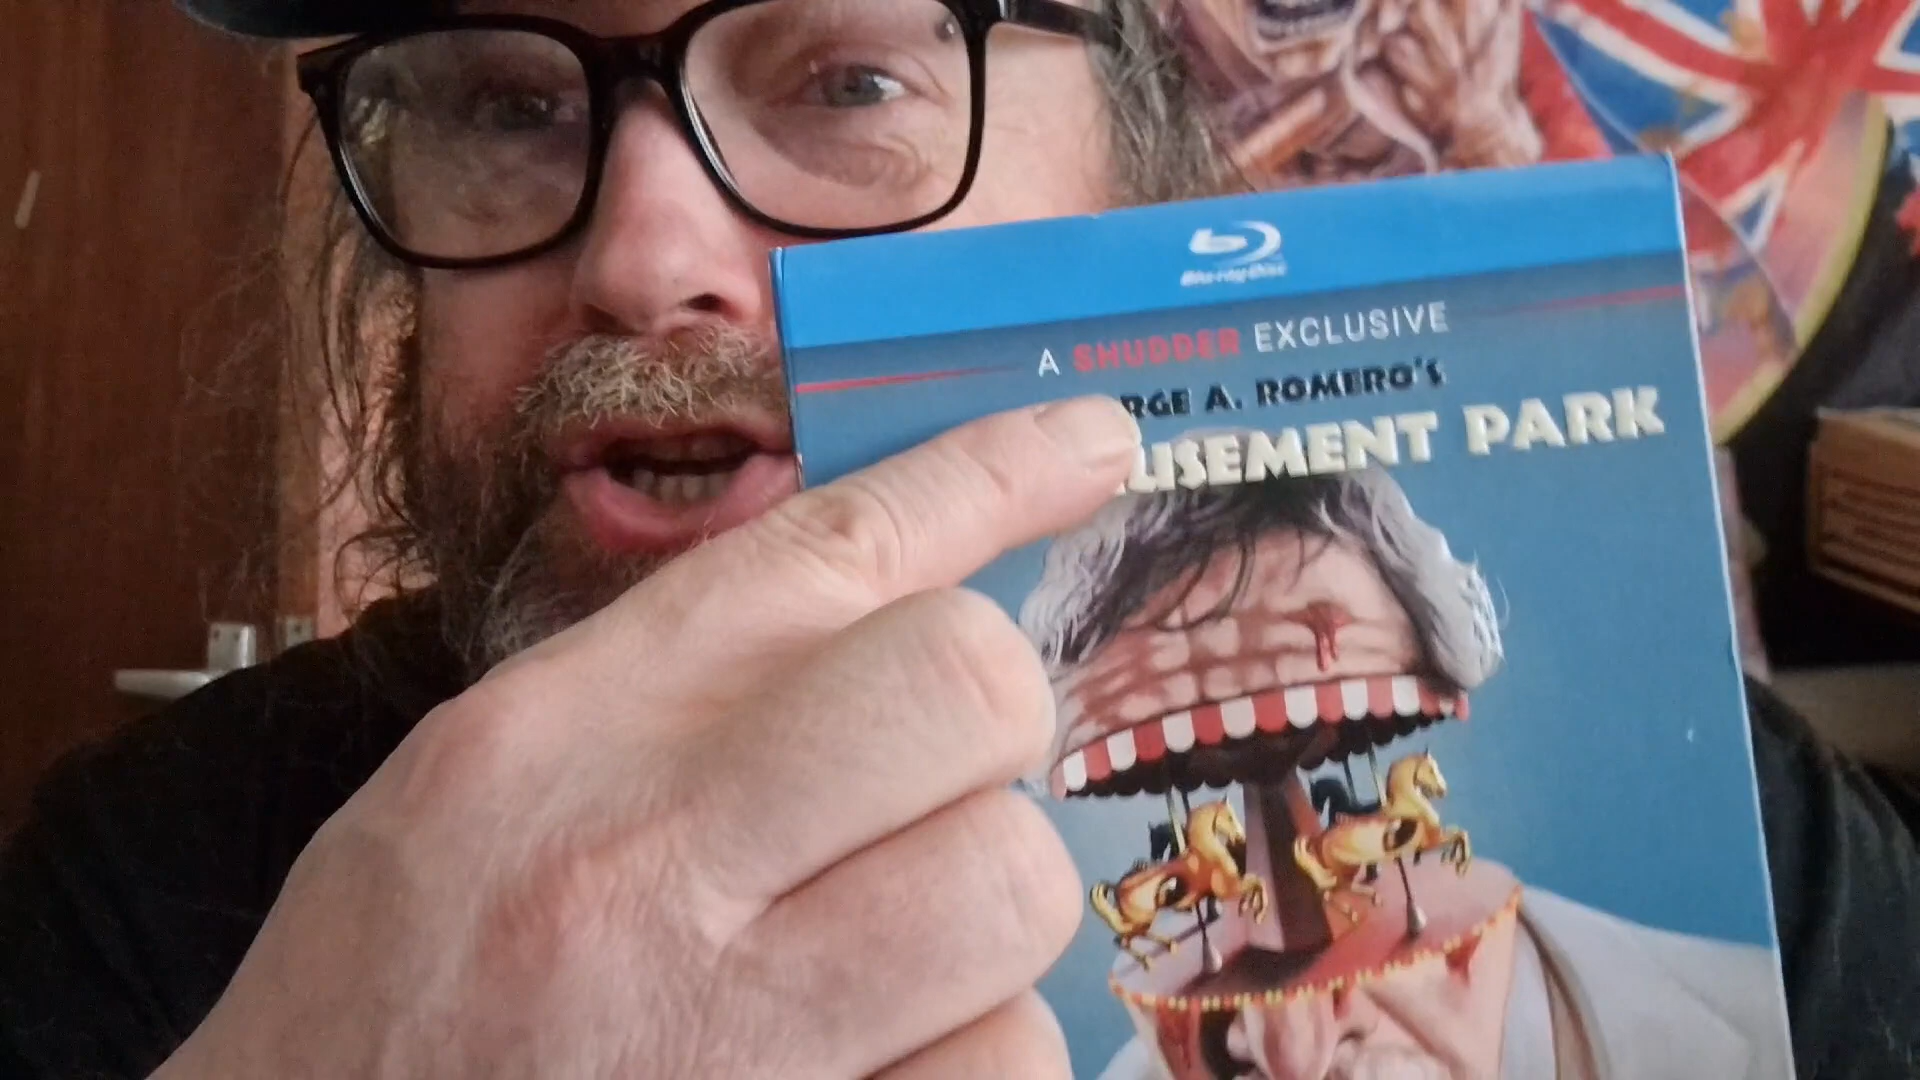 Blu-ray Disc
A SHUDDER EXCLUSIVE
RGE A. ROMERO'S
USEMENT PARK